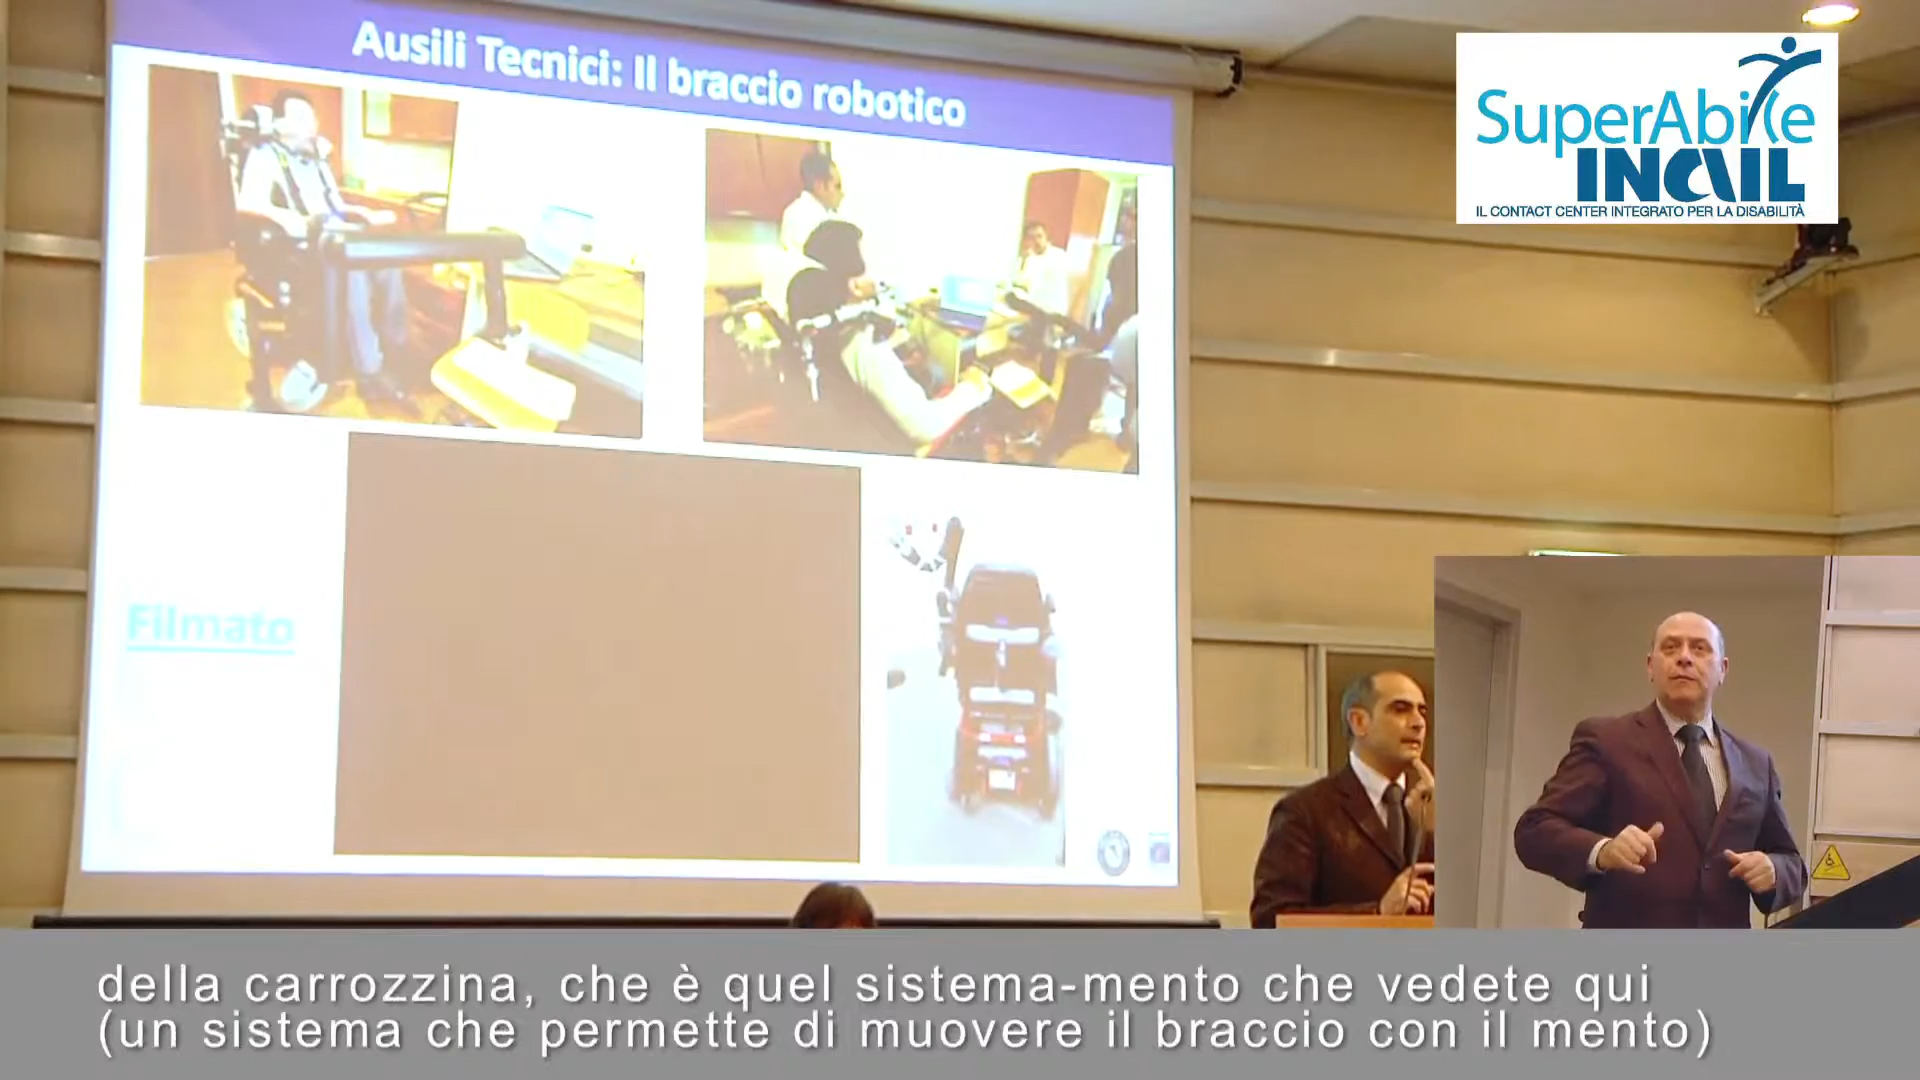 Ausili Tecnici: Il braccio robotico
SuperAbile
INAIL
IL CONTACT CENTER INTEGRATO PER LA DISABILITÀ
Filmato
della carrozzina, che è quel sistema-mento che vedete qui
(un sistema che permette di muovere il braccio con il mento)